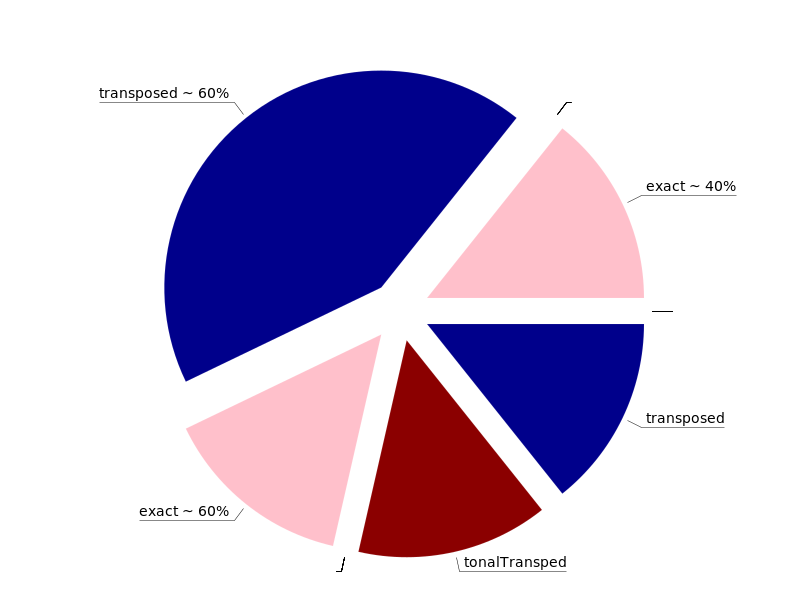 transposed ~ 60%
exact ~ 40%
transposed
exact ~ 60%
tonalTransped